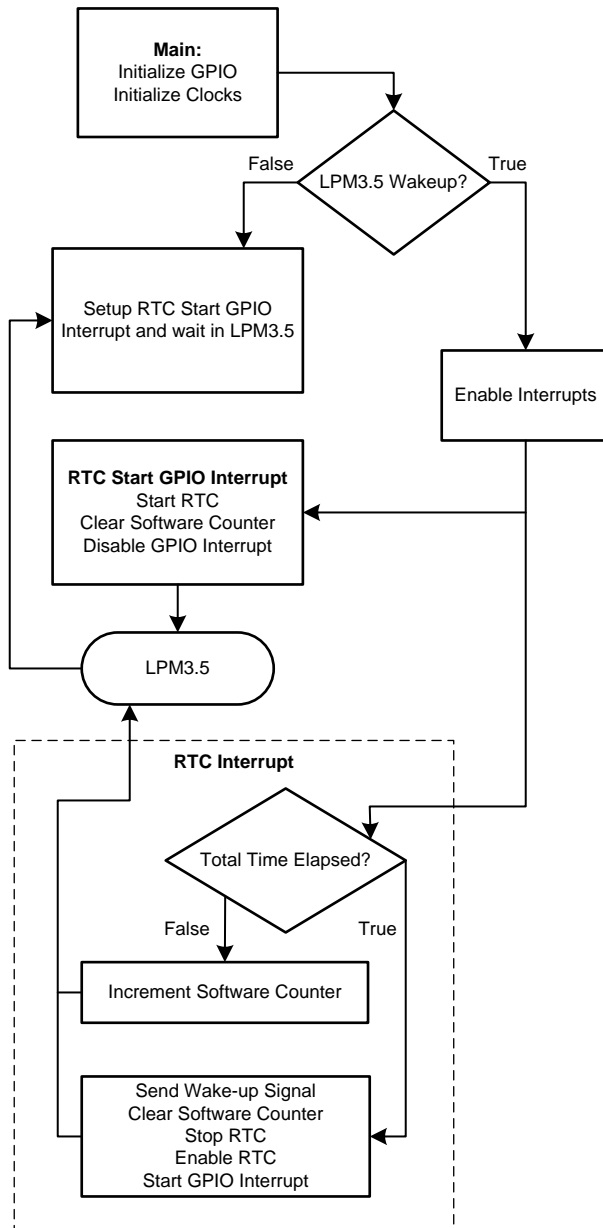 Main:
Initialize GPIO
Initialize Clocks
False
True
LPM3.5 Wakeup?
Setup RTC Start GPIO
Interrupt and wait in LPM3.5
Enable Interrupts
RTC Start GPIO Interrupt
Start RTC
Clear Software Counter
Disable GPIO Interrupt
LPM3.5
RTC Interrupt
Total Time Elapsed?
False
True
Increment Software Counter
Send Wake-up Signal
Clear Software Counter
Stop RTC
Enable RTC
Start GPIO Interrupt